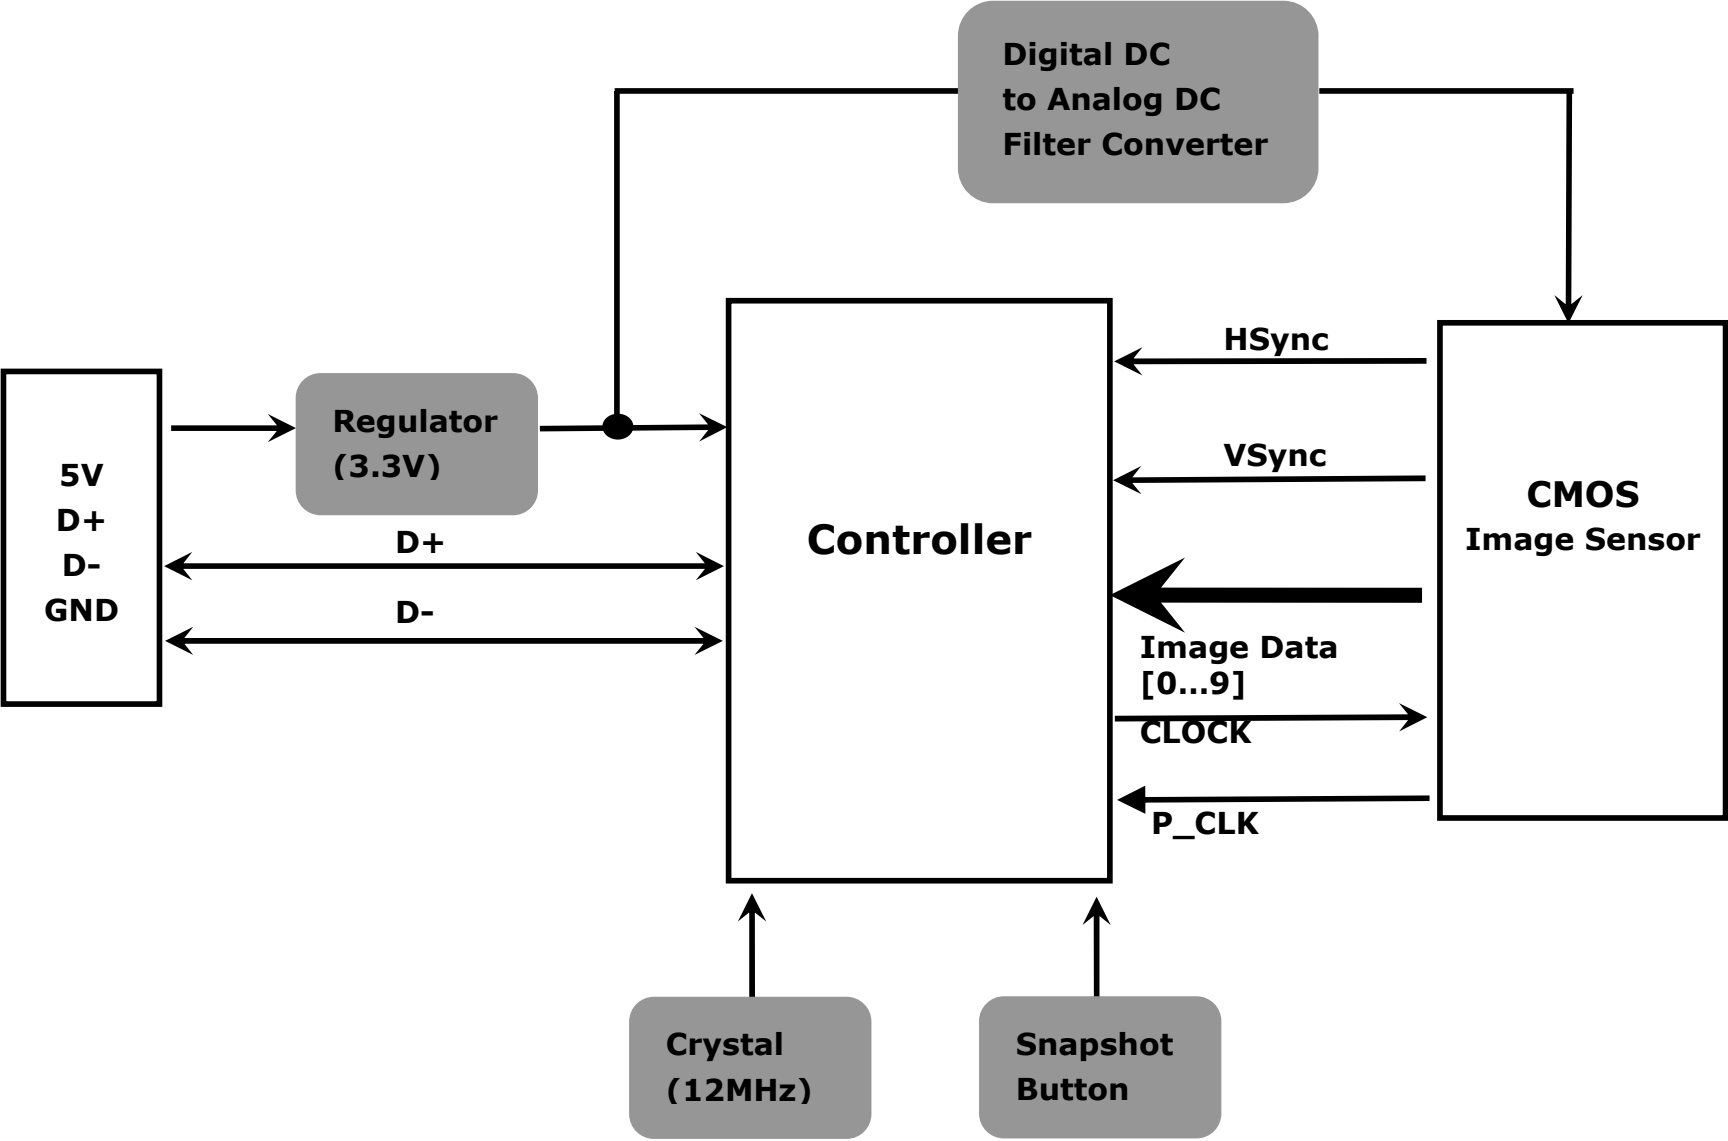 Digital DC
to Analog DC
Filter Converter
HSync
Regulator
(3.3V)
VSync
5V
D+
D-
GND
D+
D-
Controller
CMOS
Image Sensor
Image Data
[0...9]
CLOCK
P_CLK
Crystal
(12MHz)
Snapshot
Button